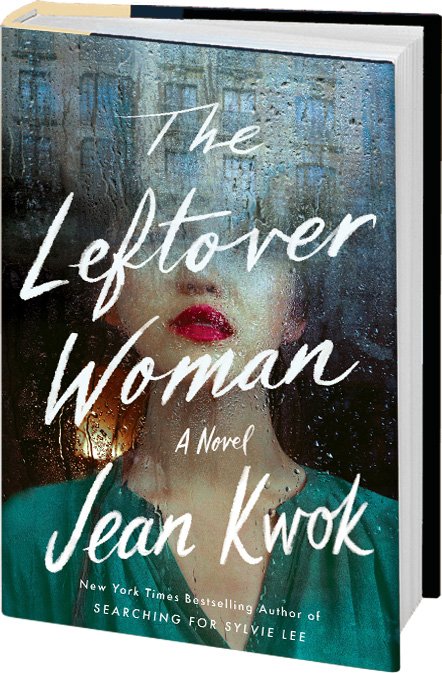 The
Leftover
Woman
A Novel
Jean Kwok
New York Times Bestselling Author of
SEARCHING FOR SYLVIE LEE